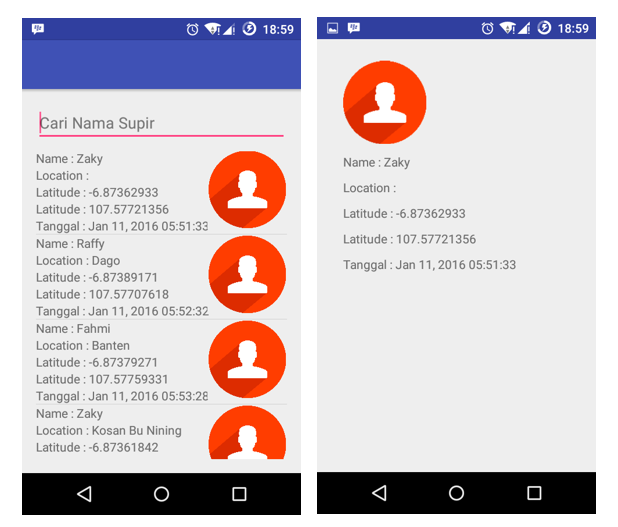 18:59
Cari Nama Supir
Name : Zaky
Location :
Latitude : -6.87362933
Latitude : 107.57721356
Tanggal : Jan 11, 2016 05:51:33
Name : Raffy
Location : Dago
Latitude : -6.87389171
Latitude : 107.57707618
Tanggal : Jan 11, 2016 05:52:32
Name : Fahmi
Location : Banten
Latitude : -6.87379271
Latitude : 107.57759331
Tanggal : Jan 11, 2016 05:53:28
Name : Zaky
Location : Kosan Bu Nining
Latitude : -6.87361842
18:59
Name : Zaky
Location :
Latitude : -6.87362933
Latitude : 107.57721356
Tanggal : Jan 11, 2016 05:51:33